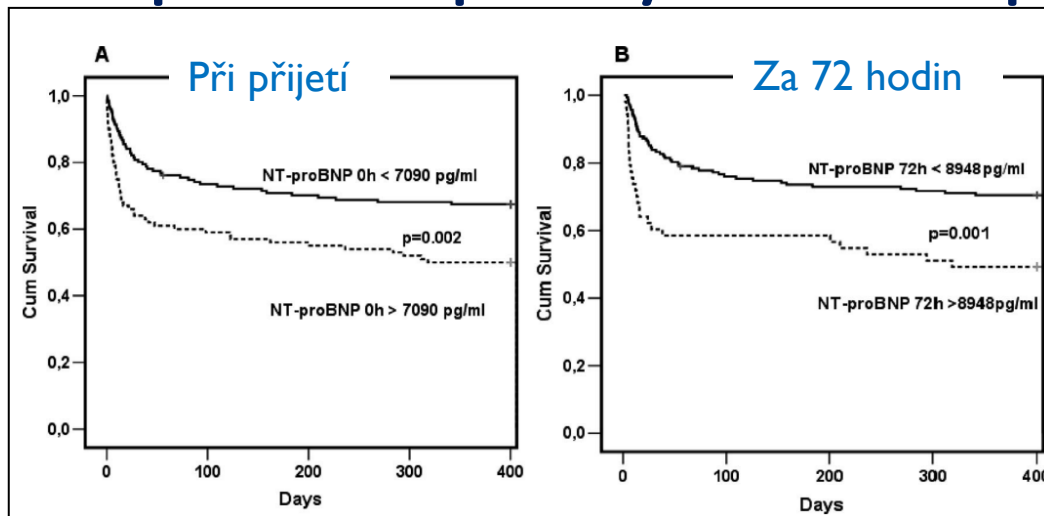 A
Při přijetí
1,0
0,8
0,6
0,4
0,2
0,0
Cum Survival
NT-proBNP 0h < 7090 pg/ml
p=0.002
NT-proBNP 0h > 7090 pg/ml
0 100 200 300 400
Days
B
Za 72 hodin
1,0
0,8
0,6
0,4
0,2
0,0
Cum Survival
NT-proBNP 72h < 8948pg/ml
p=0.001
NT-proBNP 72h >8948pg/ml
0 100 200 300 400
Days